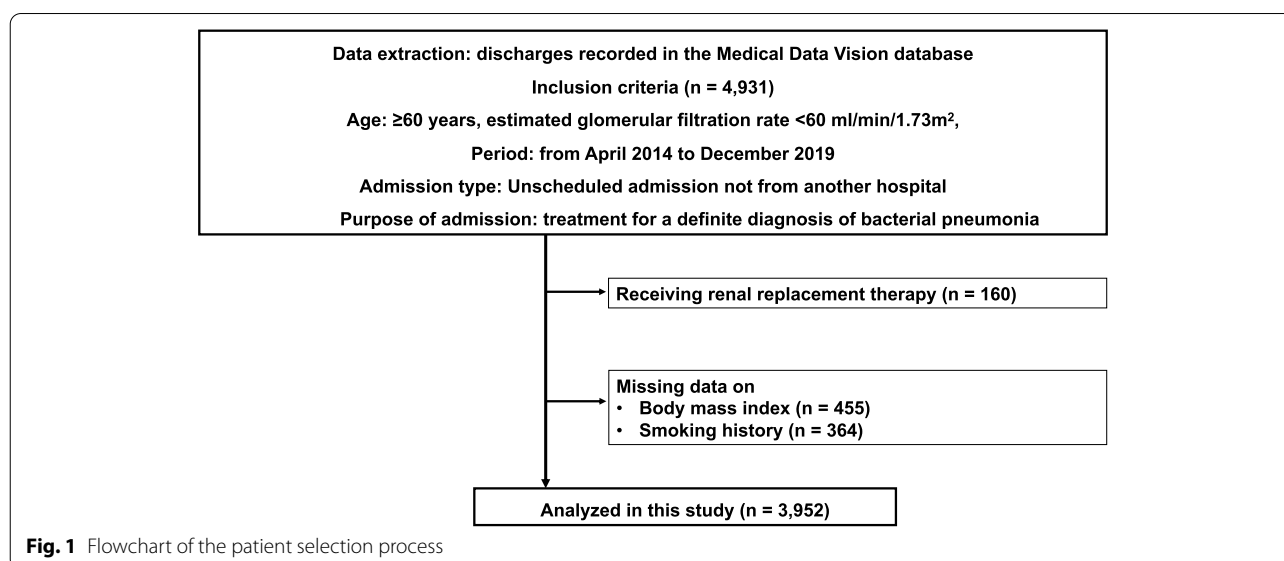 Data extraction: discharges recorded in the Medical Data Vision database
Inclusion criteria (n = 4,931)
Age: ≥60 years, estimated glomerular filtration rate <60 ml/min/1.73m²,
Period: from April 2014 to December 2019
Admission type: Unscheduled admission not from another hospital
Purpose of admission: treatment for a definite diagnosis of bacterial pneumonia
Receiving renal replacement therapy (n = 160)
Missing data on
• Body mass index (n = 455)
• Smoking history (n = 364)
Analyzed in this study (n = 3,952)
Fig. 1 Flowchart of the patient selection process